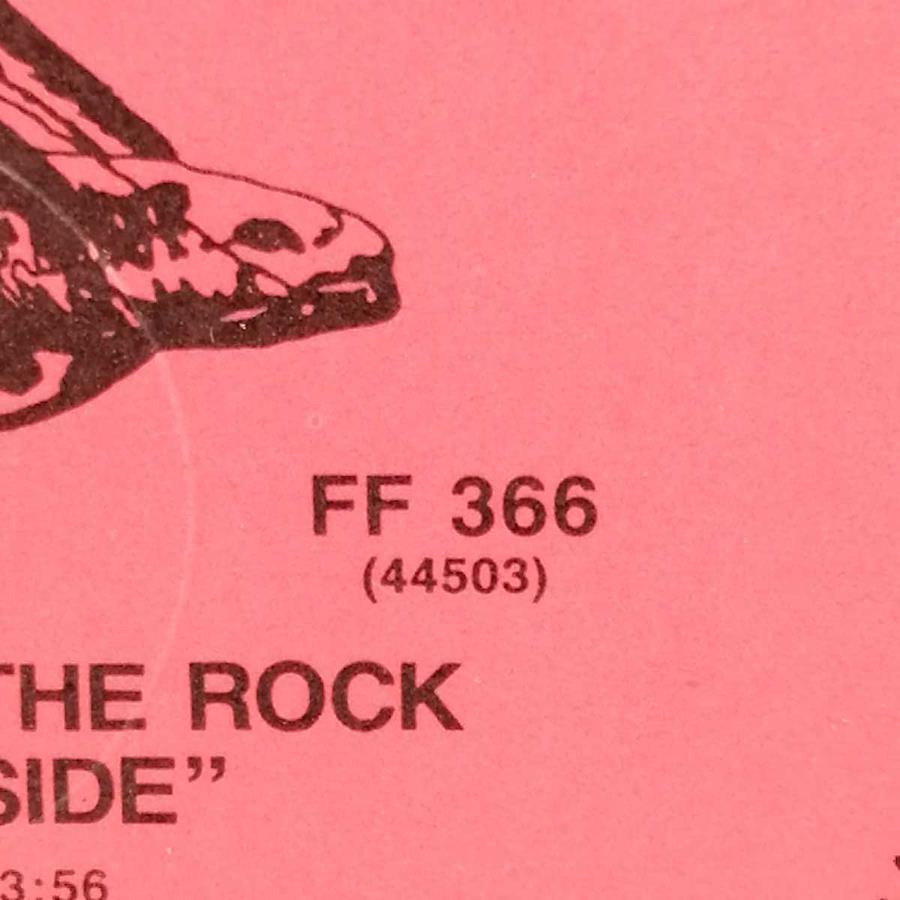 FF 366
(44503)
THE ROCK
SIDE”
3:56